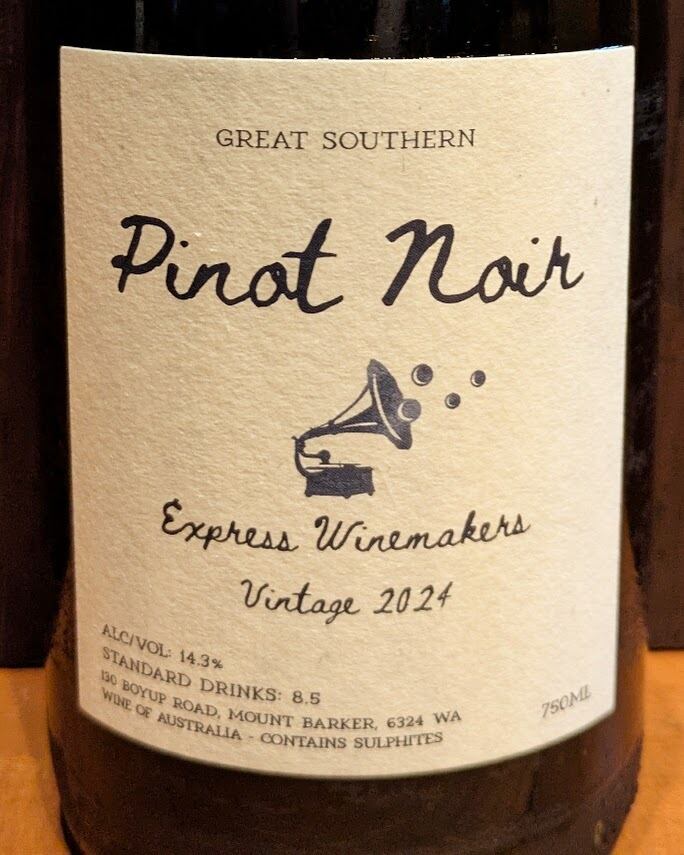 GREAT SOUTHERN
Pinot Noir
Express Winemakers
Vintage 2024
ALC/VOL: 14.3%
STANDARD DRINKS: 8.5
130 BOYUP ROAD, MOUNT BARKER, 6324 WA
WINE OF AUSTRALIA - CONTAINS SULPHITES
750ML